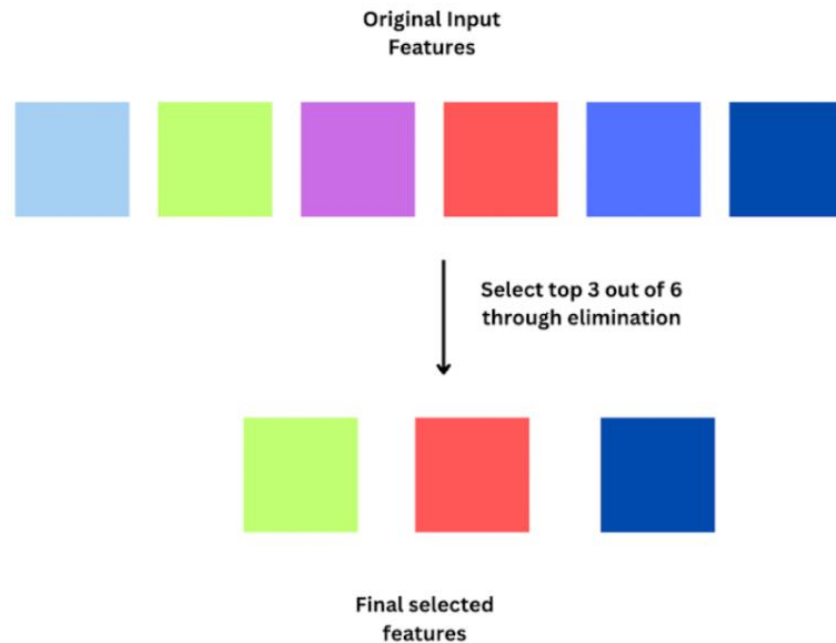 Original Input
Features
Select top 3 out of 6
through elimination
Final selected
features